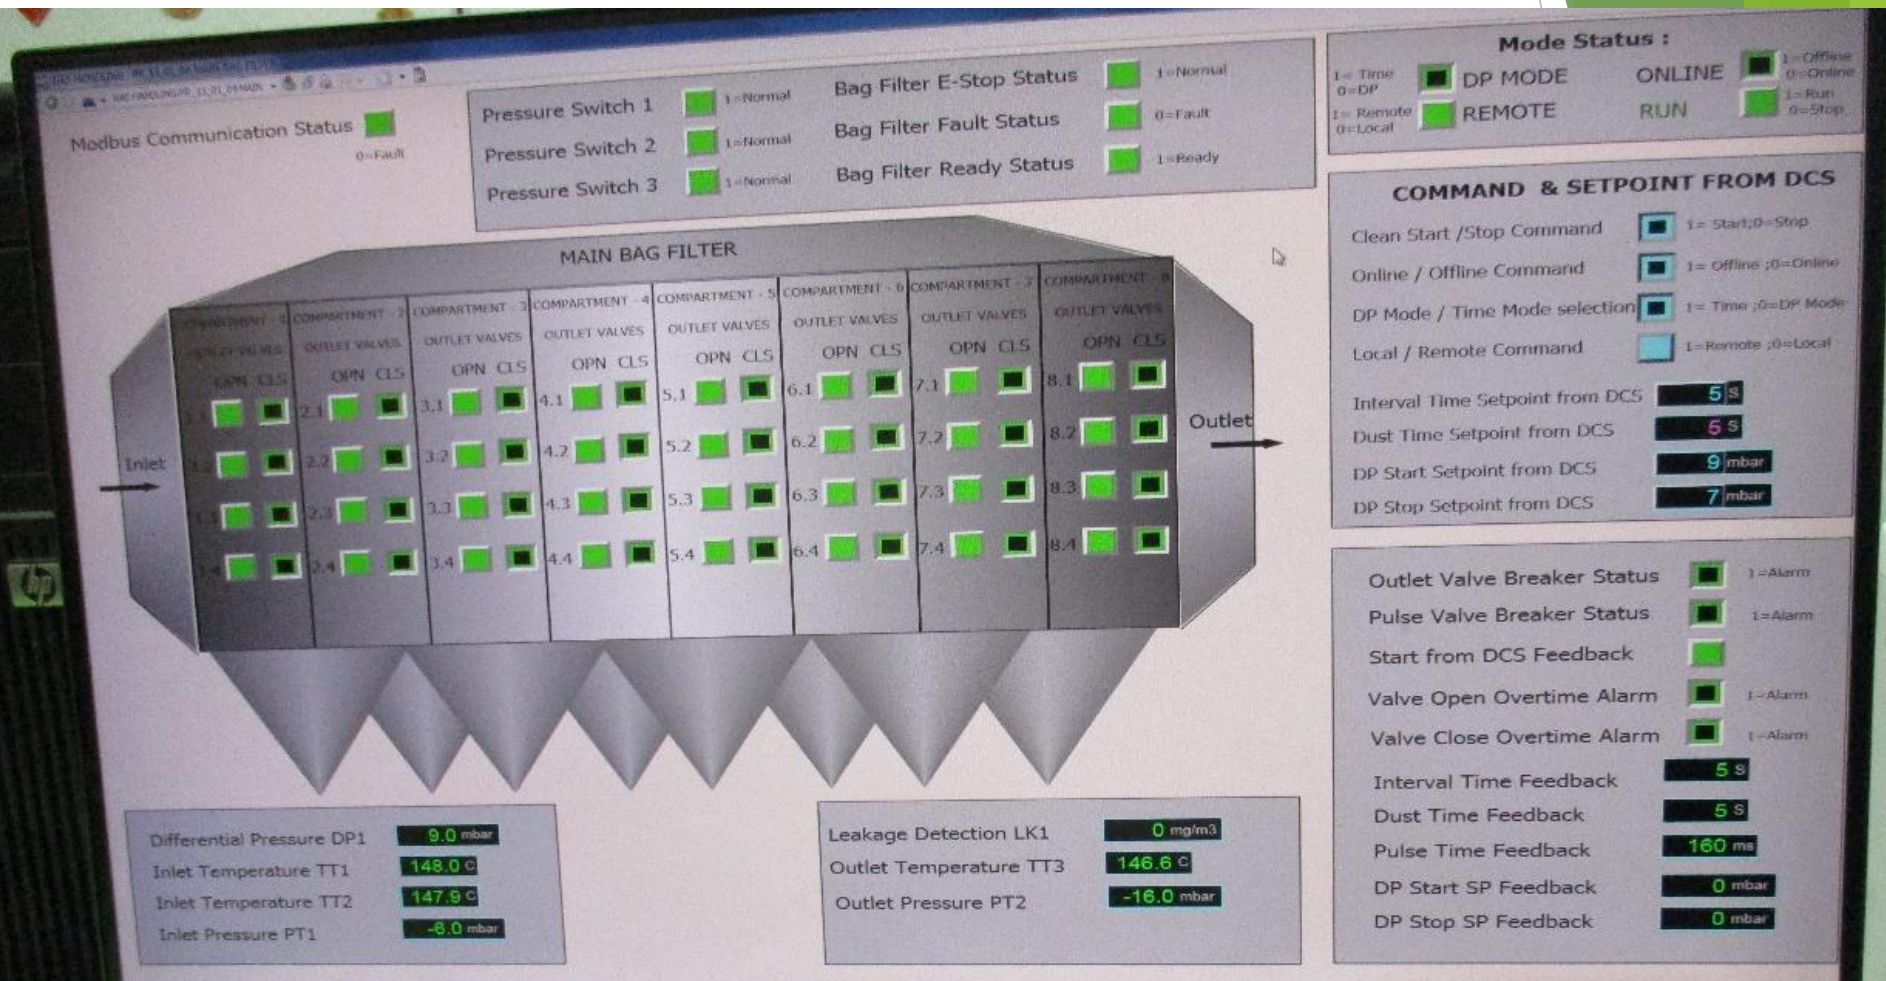 Modbus Communication Status
0=Fault
Pressure Switch 1 1=Normal
Pressure Switch 2 1=Normal
Pressure Switch 3 1=Normal
Bag Filter E-Stop Status 1=Normal
Bag Filter Fault Status 0=Fault
Bag Filter Ready Status 1=Ready
Mode Status :
1= Time
0=DP
DP MODE
ONLINE
1=Offline
0=Online
1= Remote
0=Local
REMOTE
RUN
1=Run
0=Stop
COMMAND & SETPOINT FROM DCS
Clean Start /Stop Command 1= Start;0=Stop
Online / Offline Command 1= Offline ;0=Online
DP Mode / Time Mode selection 1= Time ;0=DP Mode
Local / Remote Command 1=Remote ;0=Local
Interval Time Setpoint from DCS 5 S
Dust Time Setpoint from DCS 5 S
DP Start Setpoint from DCS 9 mbar
DP Stop Setpoint from DCS 7 mbar
MAIN BAG FILTER
COMPARTMENT - 2 COMPARTMENT - 3 COMPARTMENT - 4 COMPARTMENT - 5 COMPARTMENT - 6 COMPARTMENT - 7 COMPARTMENT - 8
OUTLET VALVES OUTLET VALVES OUTLET VALVES OUTLET VALVES OUTLET VALVES OUTLET VALVES OUTLET VALVES OUTLET VALVES
OPN CLS OPN CLS OPN CLS OPN CLS OPN CLS OPN CLS OPN CLS OPN CLS
2.1 3.1 4.1 5.1 6.1 7.1 8.1
2.2 3.2 4.2 5.2 6.2 7.2 8.2
2.3 3.3 4.3 5.3 6.3 7.3 8.3
2.4 3.4 4.4 5.4 6.4 7.4 8.4
Inlet
Outlet
hp
Outlet Valve Breaker Status 1=Alarm
Pulse Valve Breaker Status 1=Alarm
Start from DCS Feedback
Valve Open Overtime Alarm 1=Alarm
Valve Close Overtime Alarm 1=Alarm
Interval Time Feedback 5 S
Dust Time Feedback 5 S
Pulse Time Feedback 160 ms
DP Start SP Feedback 0 mbar
DP Stop SP Feedback 0 mbar
Differential Pressure DP1 9.0 mbar
Inlet Temperature TT1 148.0 C
Inlet Temperature TT2 147.9 C
Inlet Pressure PT1 -6.0 mbar
Leakage Detection LK1 0 mg/m3
Outlet Temperature TT3 146.6 C
Outlet Pressure PT2 -16.0 mbar